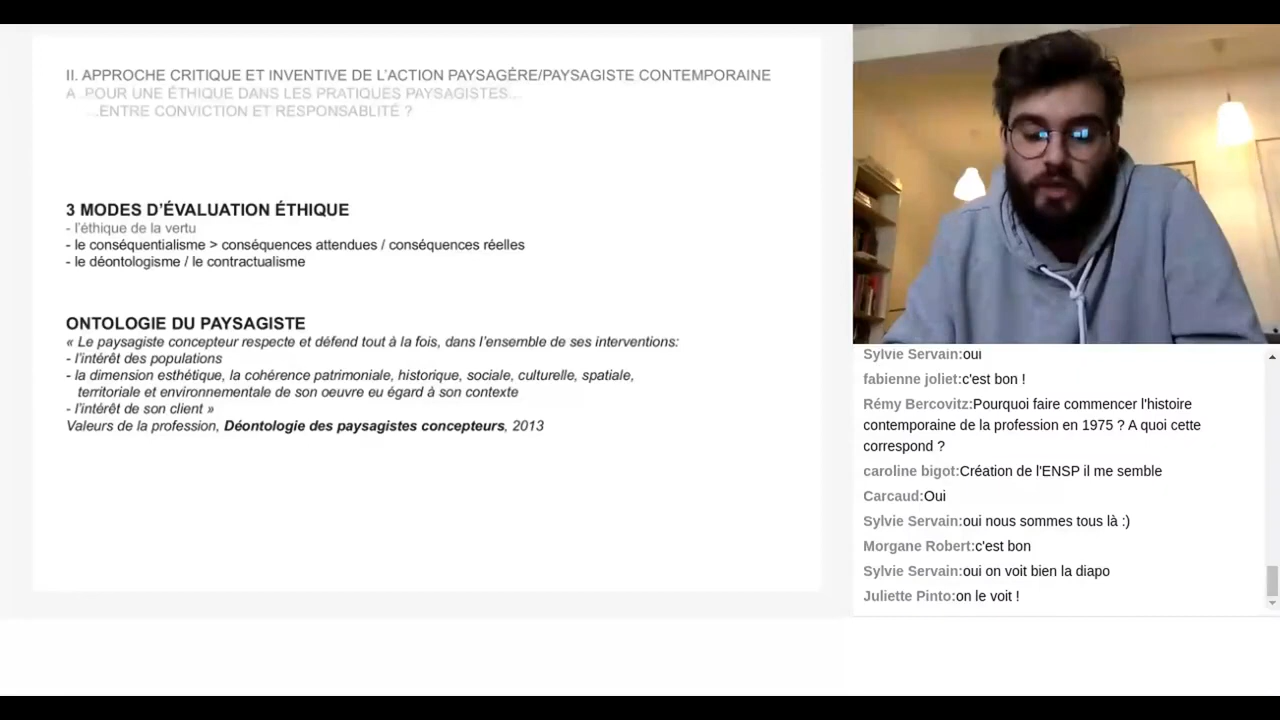 II. APPROCHE CRITIQUE ET INVENTIVE DE L'ACTION PAYSAGÈRE/PAYSAGISTE CONTEMPORAINE
A ..POUR UNE ÉTHIQUE DANS LES PRATIQUES PAYSAGISTES...
...ENTRE CONVICTION ET RESPONSABLITÉ ?
3 MODES D'ÉVALUATION ÉTHIQUE
- l'éthique de la vertu
- le conséquentialisme > conséquences attendues / conséquences réelles
- le déontologisme / le contractualisme
ONTOLOGIE DU PAYSAGISTE
« Le paysagiste concepteur respecte et défend tout à la fois, dans l'ensemble de ses interventions:
- l'intérêt des populations
- la dimension esthétique, la cohérence patrimoniale, historique, sociale, culturelle, spatiale,
territoriale et environnementale de son oeuvre eu égard à son contexte
- l'intérêt de son client »
Valeurs de la profession, Déontologie des paysagistes concepteurs, 2013
Sylvie Servain:oui
fabienne joliet:c'est bon !
Rémy Bercovitz:Pourquoi faire commencer l'histoire
contemporaine de la profession en 1975 ? A quoi cette
correspond ?
caroline bigot:Création de l'ENSP il me semble
Carcaud:Oui
Sylvie Servain:oui nous sommes tous là :)
Morgane Robert:c'est bon
Sylvie Servain:oui on voit bien la diapo
Juliette Pinto:on le voit !